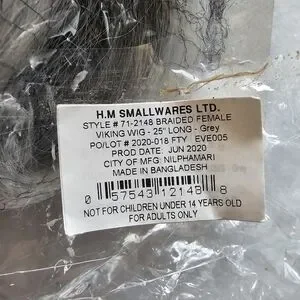 H.M SMALLWARES LTD.
STYLE # 71-2148 BRAIDED FEMALE
VIKING WIG - 25" LONG - Grey
PO/LOT # 2020-018 FTY EVE005
PROD DATE: JUN 2020
CITY OF MFG: NILPHAMARI
MADE IN BANGLADESH
0 57543 12148 8
NOT FOR CHILDREN UNDER 14 YEARS OLD
FOR ADULTS ONLY